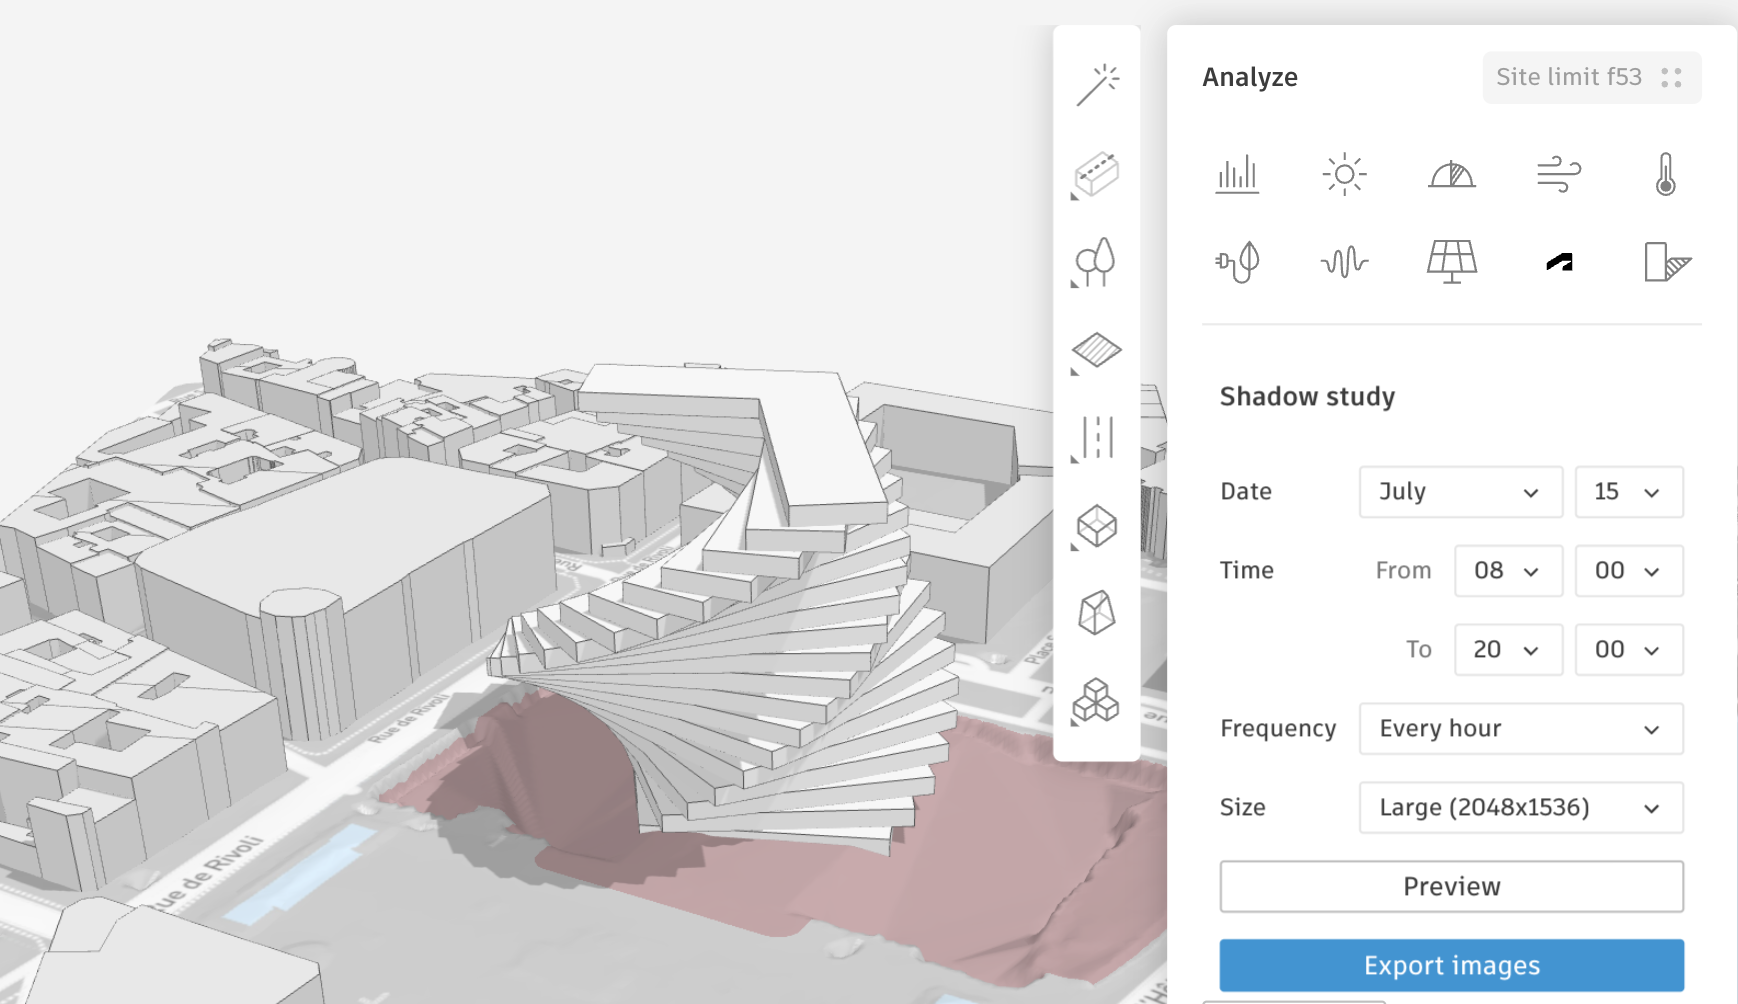 Analyze
Site limit f53
Shadow study
Date
July
15
Time
From
08
00
To
20
00
Frequency
Every hour
Size
Large (2048x1536)
Preview
Export images
Rue de Rivoli
Rue de Rivoli
Place